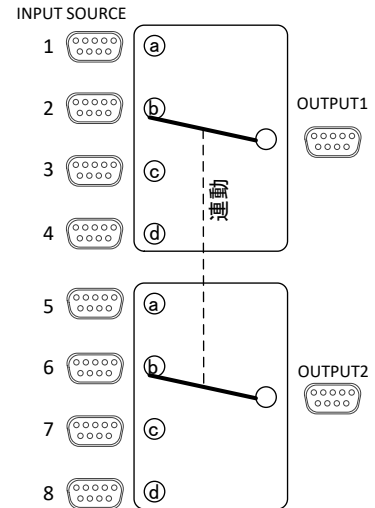 INPUT SOURCE
1 ⓐ
2 ⓑ OUTPUT1
3 ⓒ
連動
4 ⓓ
5 ⓐ
6 ⓑ OUTPUT2
7 ⓒ
8 ⓓ